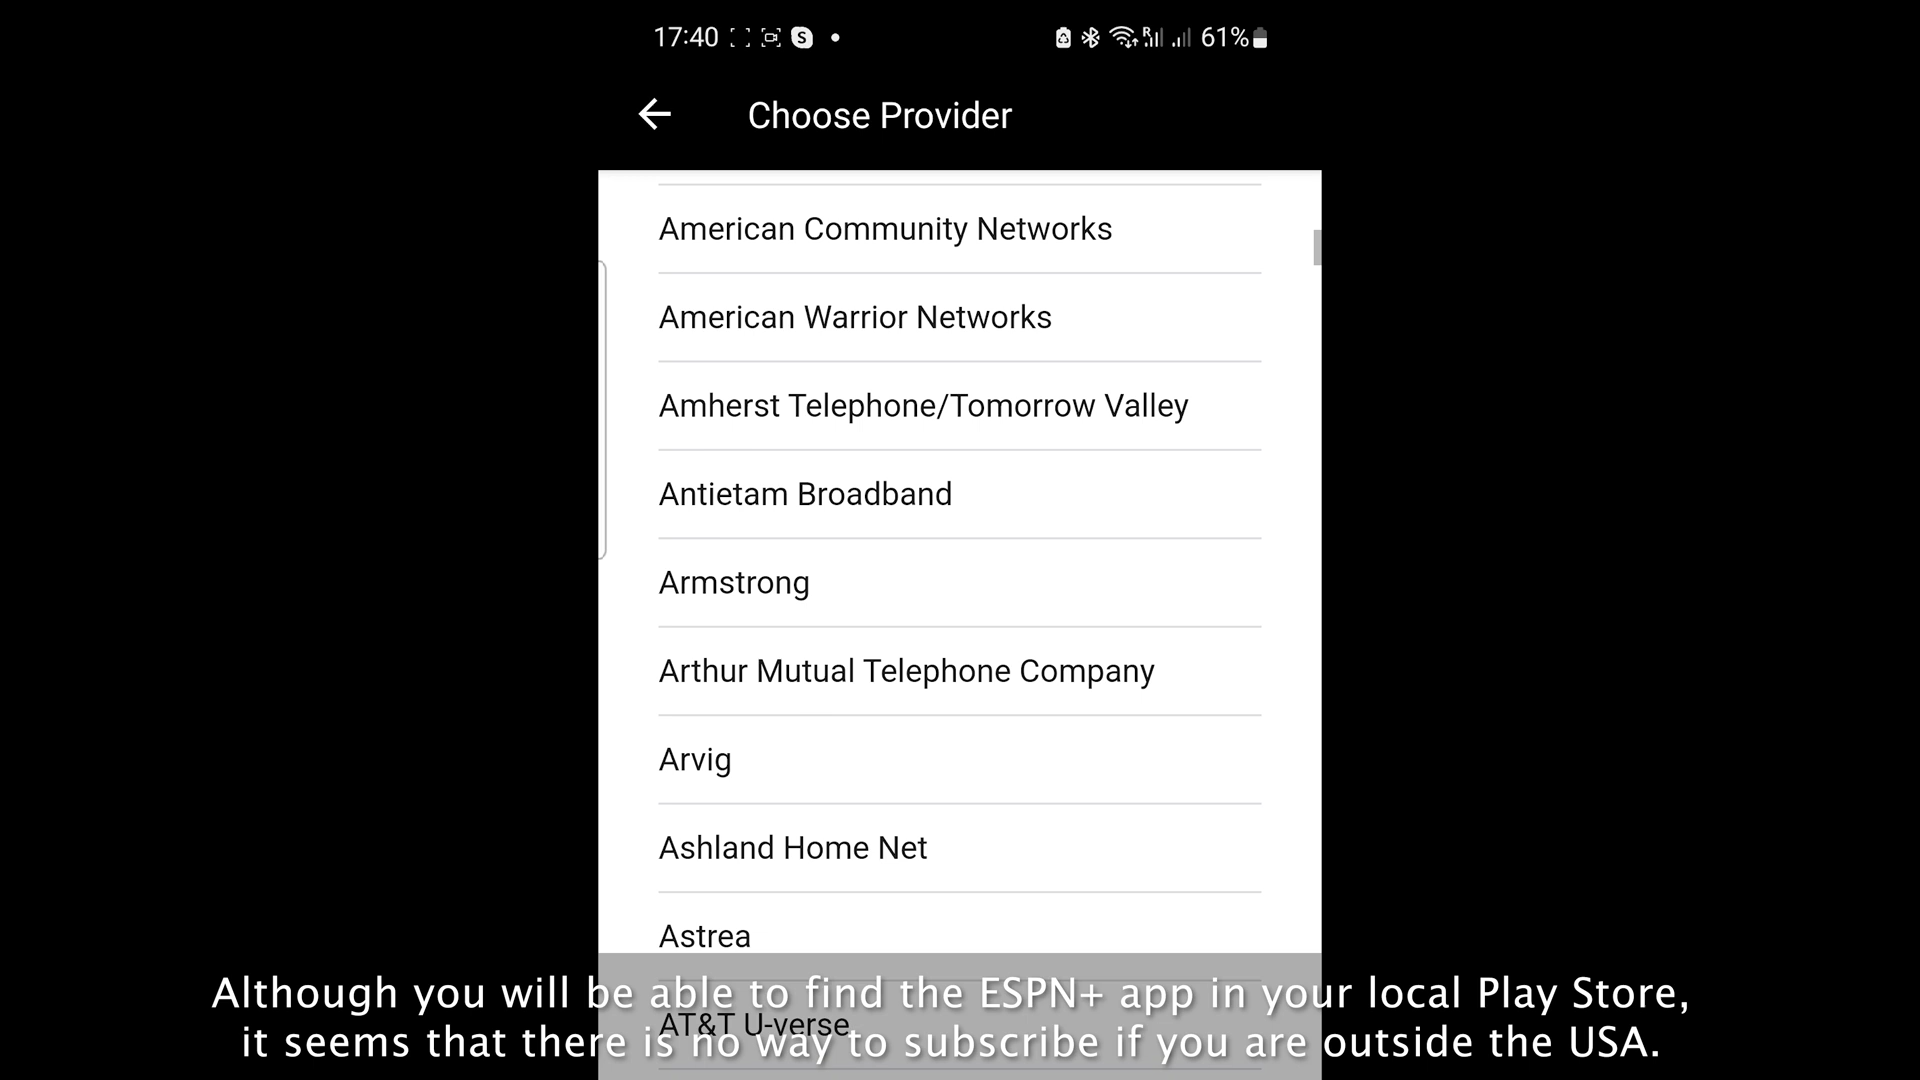 17:40 61%
Choose Provider
American Community Networks
American Warrior Networks
Amherst Telephone/Tomorrow Valley
Antietam Broadband
Armstrong
Arthur Mutual Telephone Company
Arvig
Ashland Home Net
Astrea
AT&T U-verse
Although you will be able to find the ESPN+ app in your local Play Store,
it seems that there is no way to subscribe if you are outside the USA.